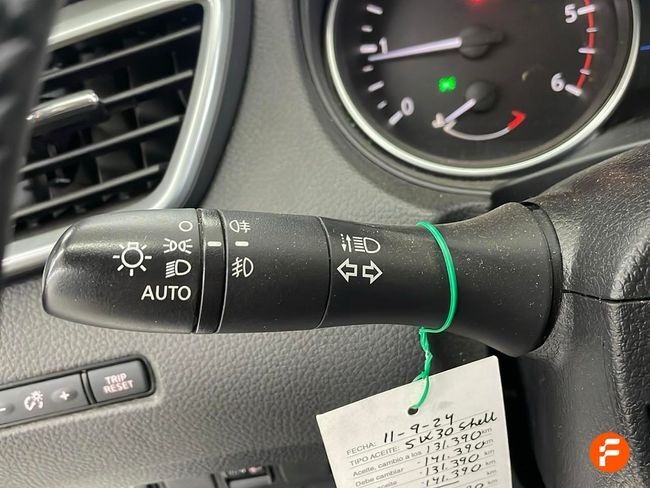 5
1
0
6
AUTO
TRIP
RESET
- +
FECHA: 11-9-24
TIPO ACEITE: 5W30 Shell
Aceite, cambio a los 131.390 km
Debe cambiar 141.390 km
131.390 km
141.390 km